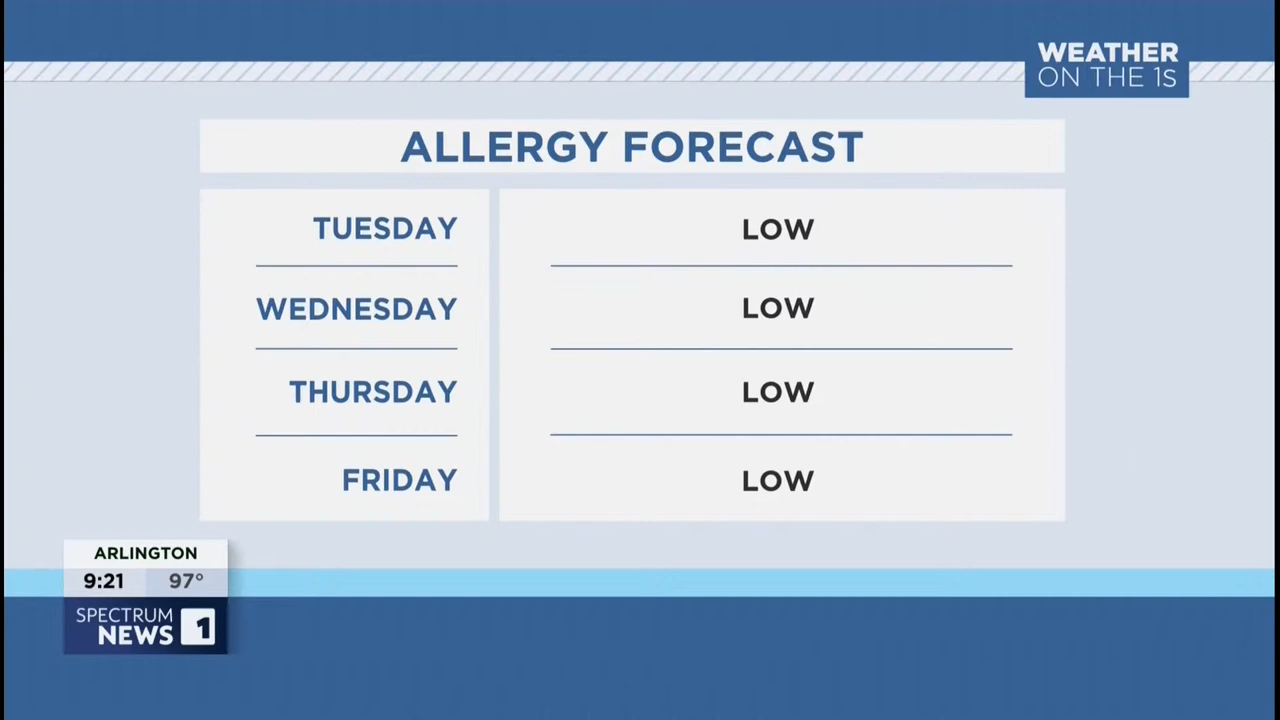 WEATHER
ON THE 1S
ALLERGY FORECAST
TUESDAY LOW
WEDNESDAY LOW
THURSDAY LOW
FRIDAY LOW
ARLINGTON
9:21 97°
SPECTRUM
NEWS 1